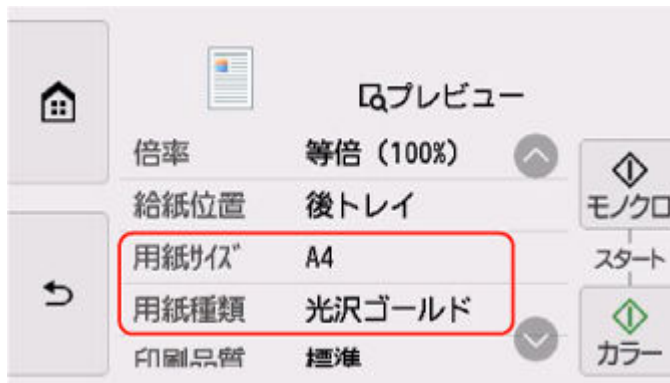 プレビュー
倍率 等倍（100%）
給紙位置 後トレイ
用紙サイズ A4
用紙種類 光沢ゴールド
印刷品質 標準
モノクロ
スタート
カラー